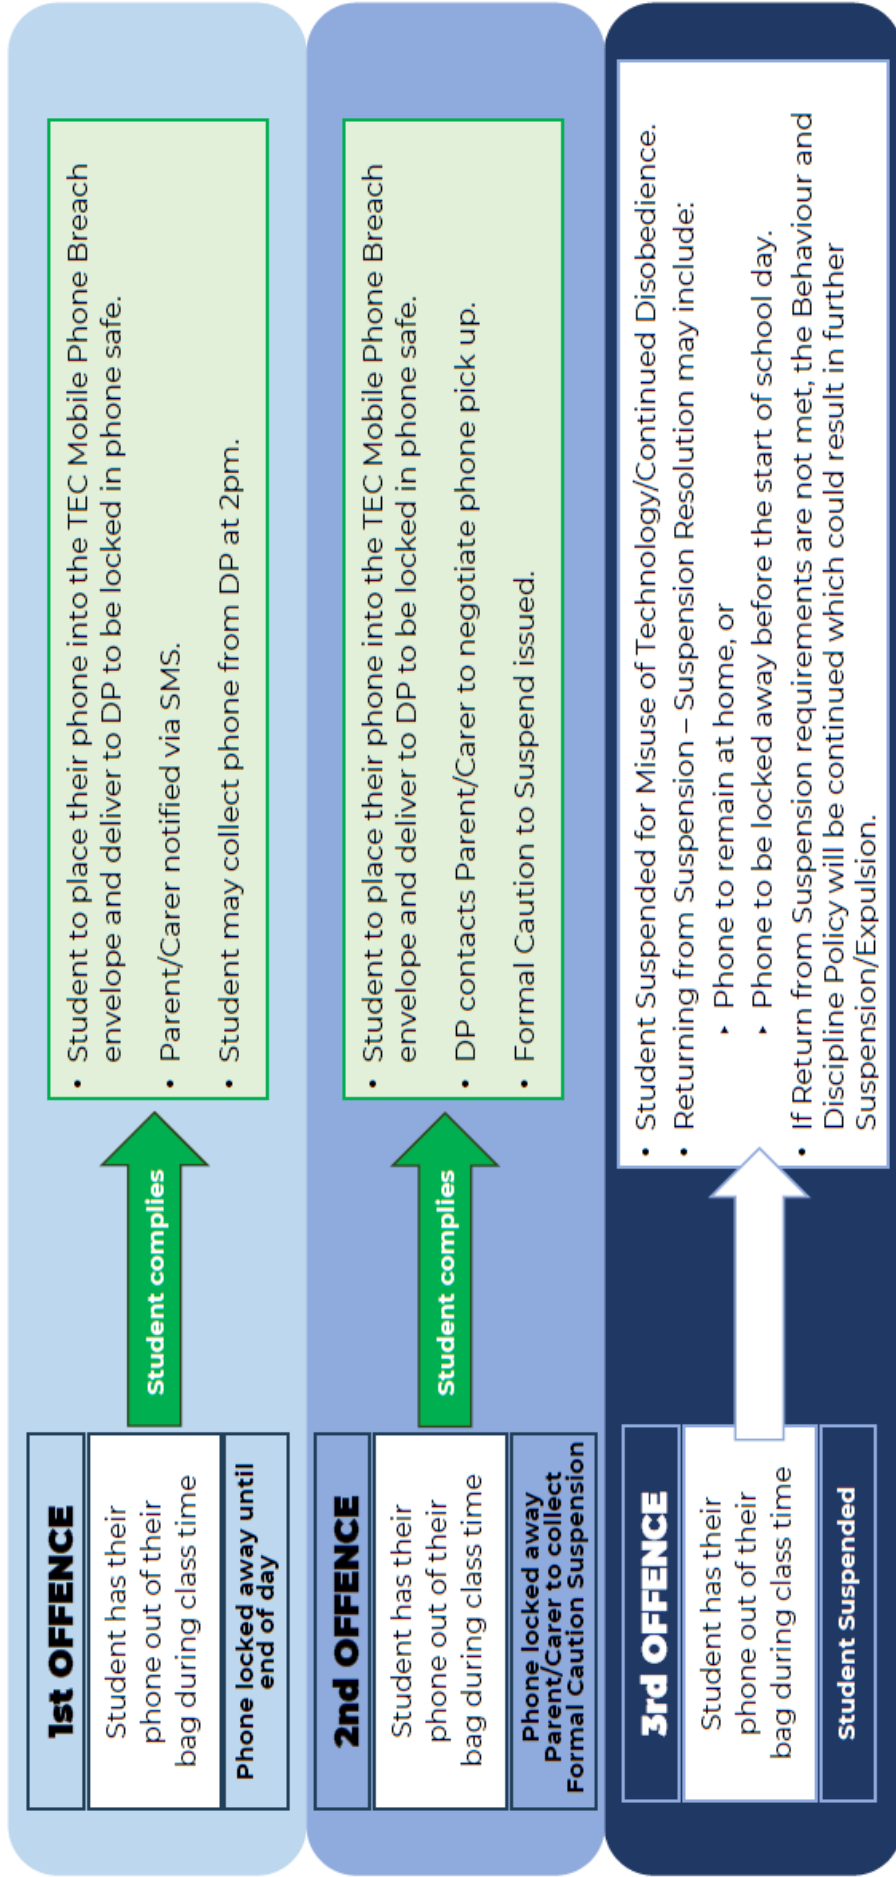 1st OFFENCE
Student has their
phone out of their
bag during class time
Phone locked away until
end of day
Student complies
• Student to place their phone into the TEC Mobile Phone Breach
envelope and deliver to DP to be locked in phone safe.
• Parent/Carer notified via SMS.
• Student may collect phone from DP at 2pm.
2nd OFFENCE
Student has their
phone out of their
bag during class time
Phone locked away
Parent/Carer to collect
Formal Caution Suspension
Student complies
• Student to place their phone into the TEC Mobile Phone Breach
envelope and deliver to DP to be locked in phone safe.
• DP contacts Parent/Carer to negotiate phone pick up.
• Formal Caution to Suspend issued.
3rd OFFENCE
Student has their
phone out of their
bag during class time
Student Suspended
• Student Suspended for Misuse of Technology/Continued Disobedience.
• Returning from Suspension – Suspension Resolution may include:
‣ Phone to remain at home, or
‣ Phone to be locked away before the start of school day.
• If Return from Suspension requirements are not met, the Behaviour and
Discipline Policy will be continued which could result in further
Suspension/Expulsion.